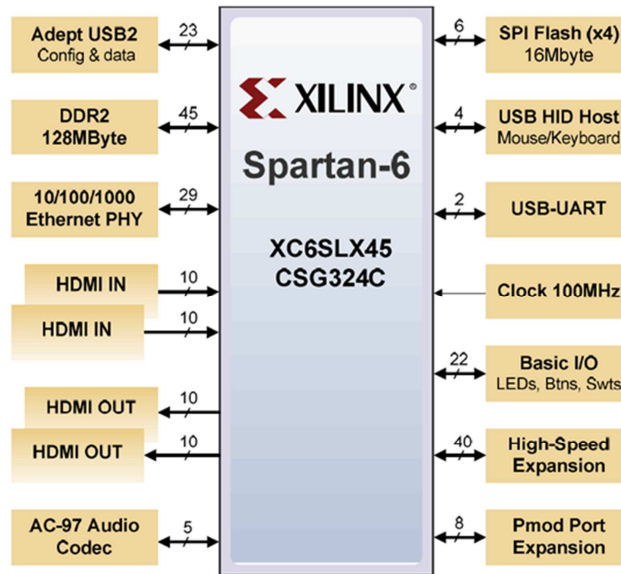 Adept USB2
Config & data
23
DDR2
128MByte
45
10/100/1000
Ethernet PHY
29
HDMI IN
10
HDMI IN
10
HDMI OUT
10
HDMI OUT
10
AC-97 Audio
Codec
5
XILINX®
Spartan-6
XC6SLX45
CSG324C
6
SPI Flash (x4)
16Mbyte
4
USB HID Host
Mouse/Keyboard
2
USB-UART
Clock 100MHz
22
Basic I/O
LEDs, Btns, Swts
40
High-Speed
Expansion
8
Pmod Port
Expansion